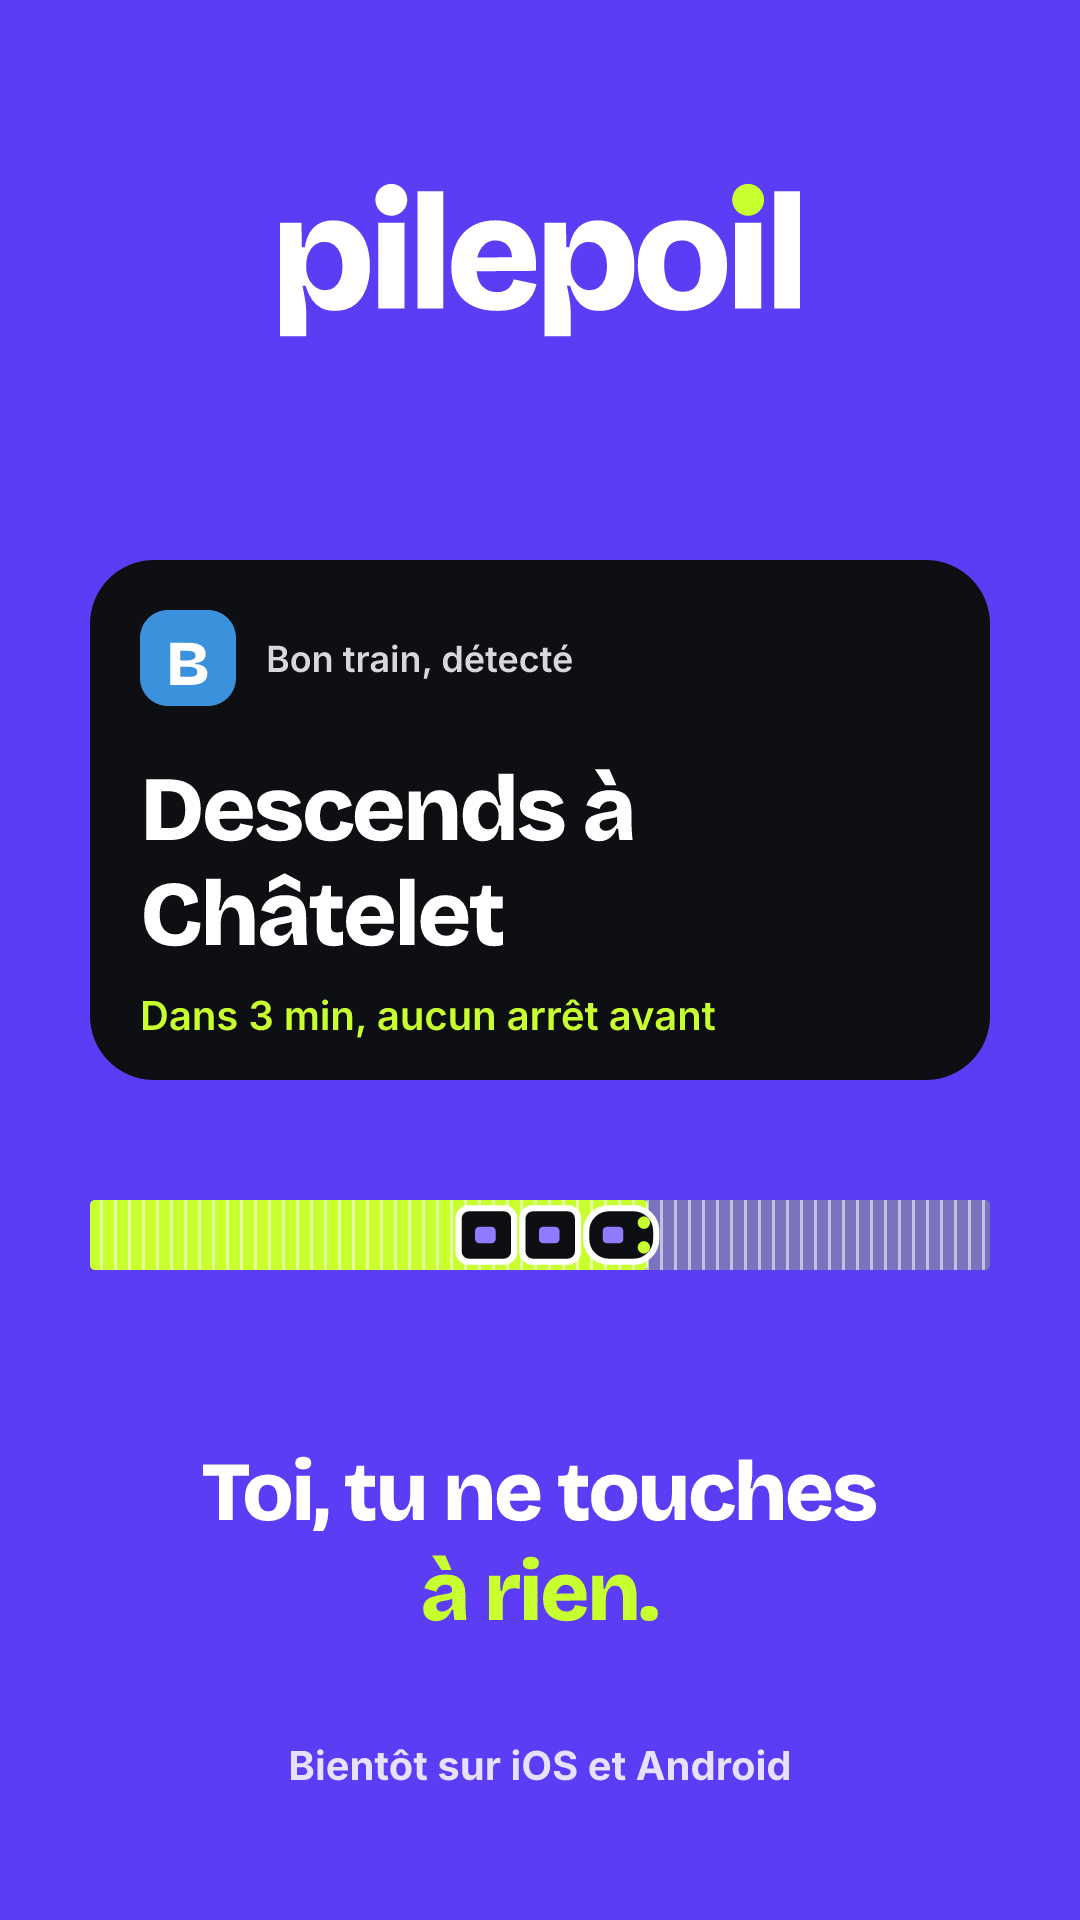 pilepoil
B
Bon train, détecté
Descends à
Châtelet
Dans 3 min, aucun arrêt avant
Toi, tu ne touches
à rien.
Bientôt sur iOS et Android